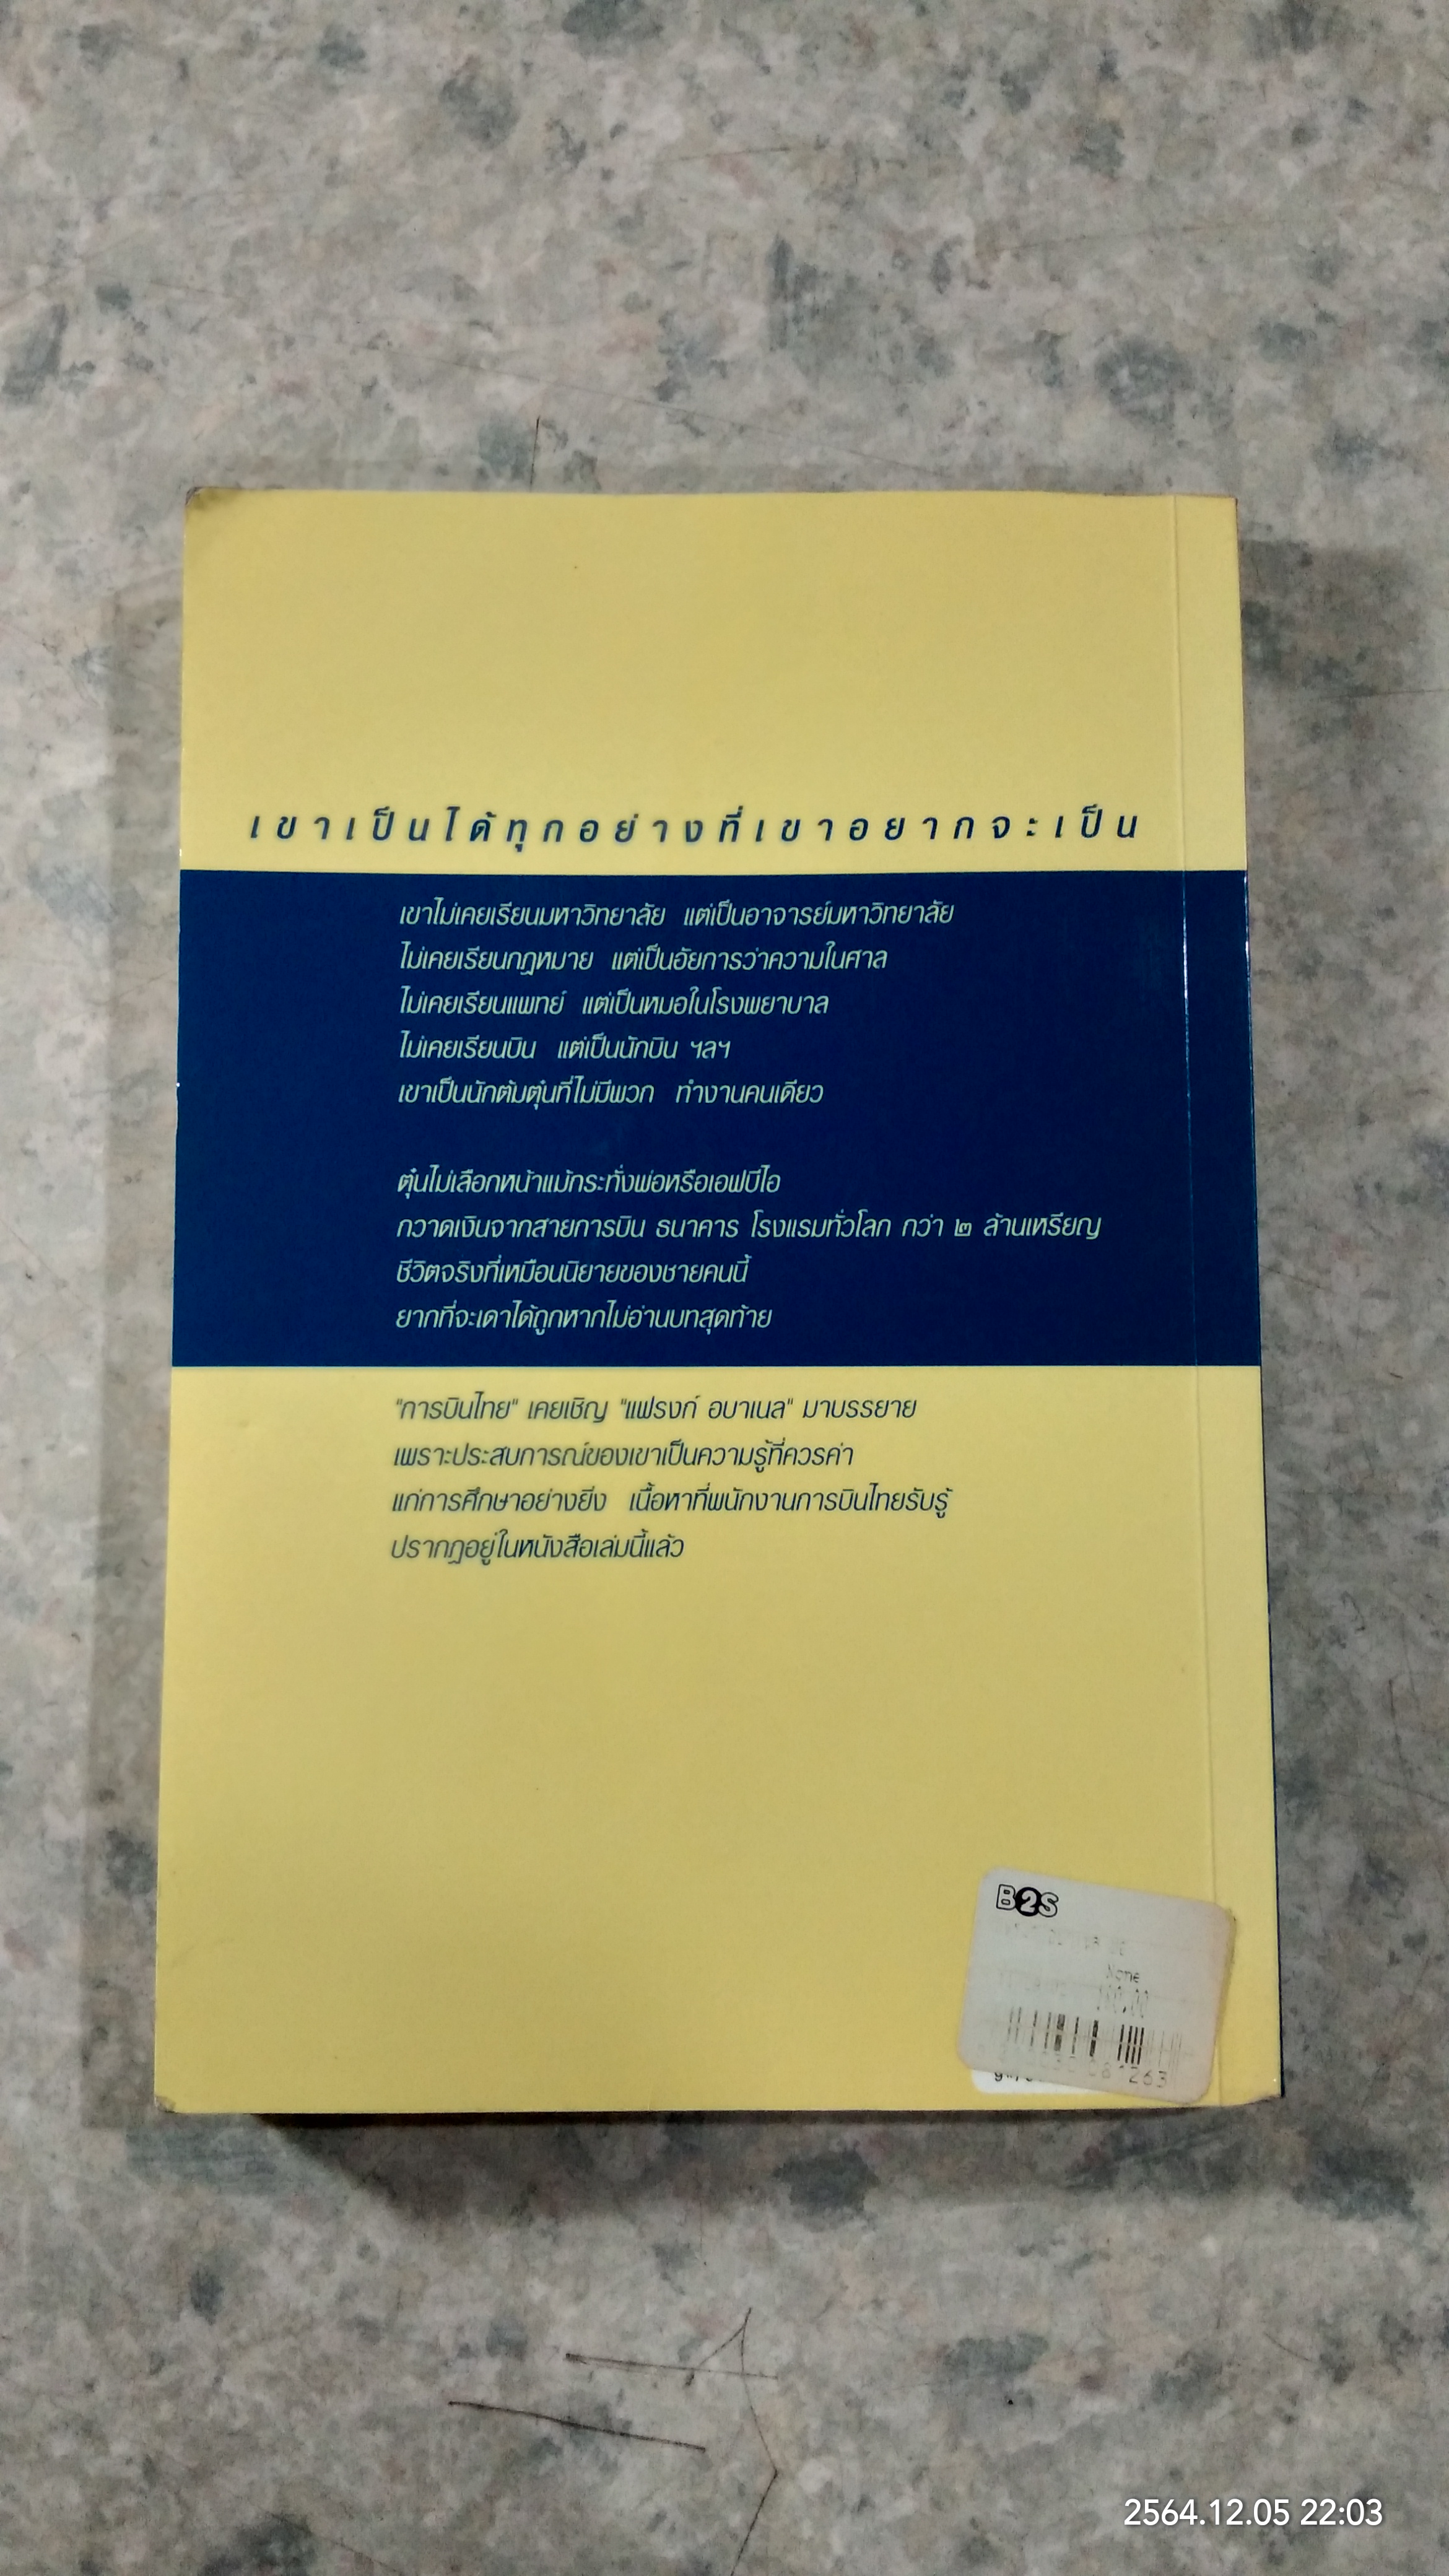 เขาเป็นได้ทุกอย่างที่เขาอยากจะเป็น
เขาไม่เคยเรียนมหาวิทยาลัย แต่เป็นอาจารย์มหาวิทยาลัย
ไม่เคยเรียนกฎหมาย แต่เป็นอัยการว่าความในศาล
ไม่เคยเรียนแพทย์ แต่เป็นหมอในโรงพยาบาล
ไม่เคยเรียนบิน แต่เป็นนักบิน ฯลฯ
เขาเป็นนักต้มตุ๋นที่ไม่มีพวก ทำงานคนเดียว
ตุ๋นไม่เลือกหน้าแม้กระทั่งพ่อหรือเอฟบีไอ
กวาดเงินจากสายการบิน ธนาคาร โรงแรมทั่วโลก กว่า ๒ ล้านเหรียญ
ชีวิตจริงที่เหมือนนิยายของชายคนนี้
ยากที่จะเดาได้ถูกหากไม่อ่านบทสุดท้าย
"การบินไทย" เคยเชิญ "แฟรงก์ อบาเนล" มาบรรยาย
เพราะประสบการณ์ของเขาเป็นความรู้ที่ควรค่า
แก่การศึกษาอย่างยิ่ง เนื้อหาที่พนักงานการบินไทยรับรู้
ปรากฏอยู่ในหนังสือเล่มนี้แล้ว
B2S
None
2564.12.05 22:03